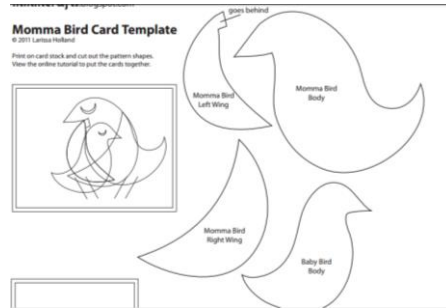 Momma Bird Card Template
© 2011 Larissa Holland
Print on card stock and cut out the pattern shapes.
View the online tutorial to put the cards together.
goes behind
Momma Bird
Left Wing
Momma Bird
Body
Momma Bird
Right Wing
Baby Bird
Body